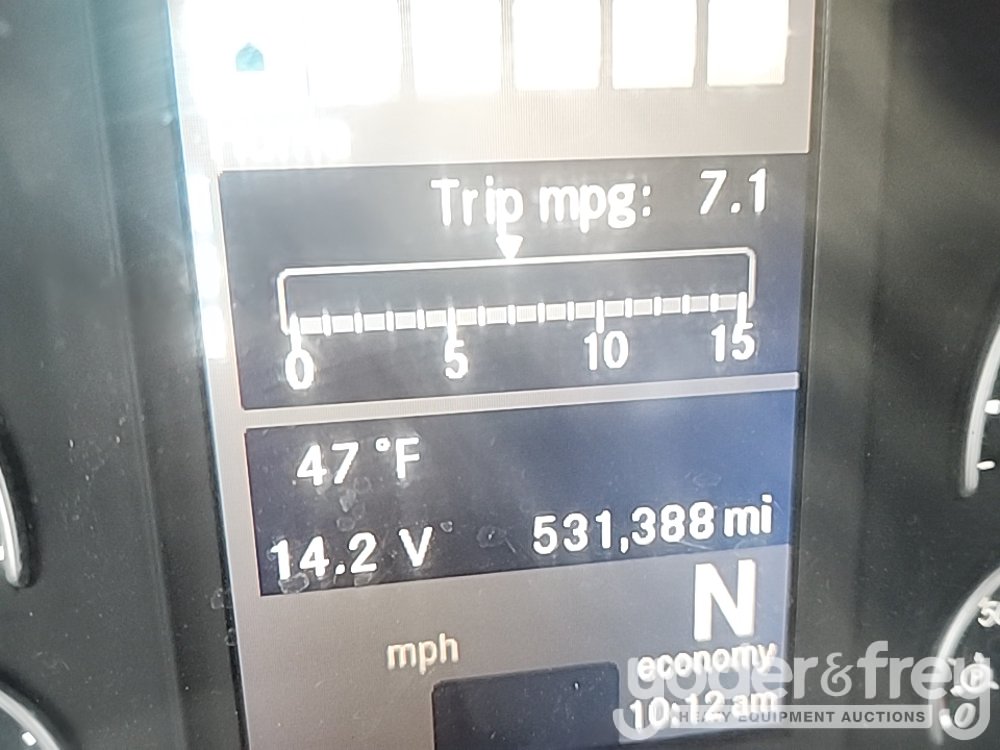 Trip mpg: 7.1
0 5 10 15
47 °F
14.2 V 531,388 mi
N
mph
economy
10:12 am
yoder & frey
HEAVY EQUIPMENT AUCTIONS